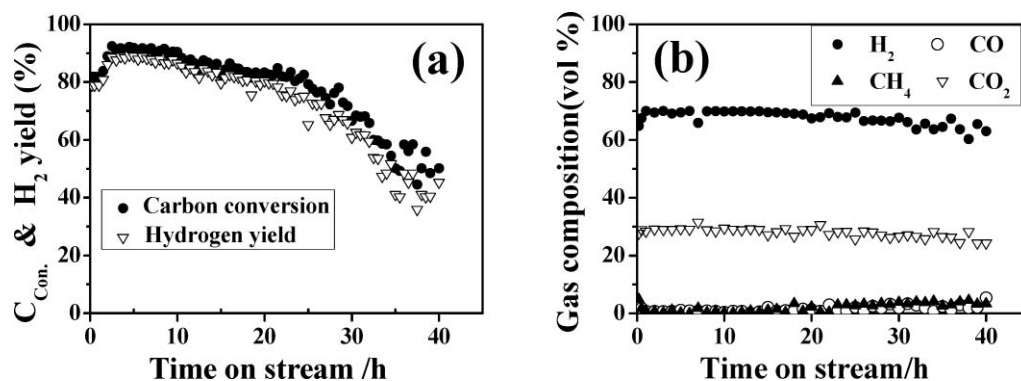 (a)
C_Con. & H_2 yield (%)
100
80
60
40
20
0
Carbon conversion
Hydrogen yield
0 10 20 30 40
Time on stream /h
(b)
Gas composition(vol %)
100
80
60
40
20
0
H_2 CO
CH_4 CO_2
0 10 20 30 40
Time on stream/h